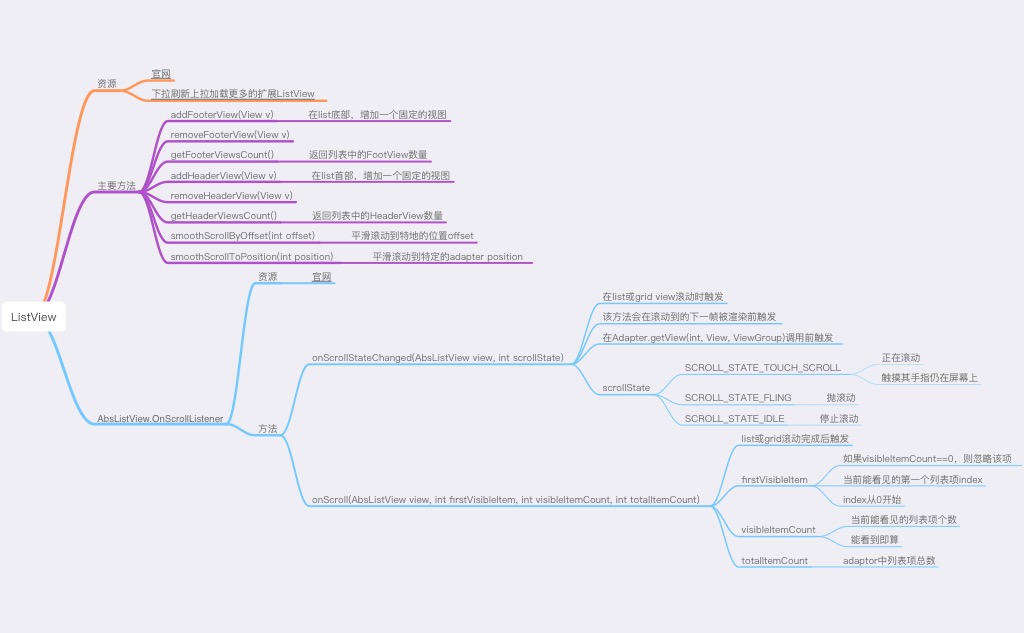 ListView
资源
官网
下拉刷新上拉加载更多的扩展ListView
主要方法
addFooterView(View v)
在list底部，增加一个固定的视图
removeFooterView(View v)
getFooterViewsCount()
返回列表中的FootView数量
addHeaderView(View v)
在list首部，增加一个固定的视图
removeHeaderView(View v)
getHeaderViewsCount()
返回列表中的HeaderView数量
smoothScrollByOffset(int offset)
平滑滚动到特地的位置offset
smoothScrollToPosition(int position)
平滑滚动到特定的adapter position
AbsListView.OnScrollListener
资源
官网
方法
onScrollStateChanged(AbsListView view, int scrollState)
在list或grid view滚动时触发
该方法会在滚动到的下一帧被渲染前触发
在Adapter.getView(int, View, ViewGroup)调用前触发
scrollState
SCROLL_STATE_TOUCH_SCROLL
正在滚动
触摸其手指仍在屏幕上
SCROLL_STATE_FLING
抛滚动
SCROLL_STATE_IDLE
停止滚动
onScroll(AbsListView view, int firstVisibleItem, int visibleItemCount, int totalItemCount)
list或grid滚动完成后触发
firstVisibleItem
如果visibleItemCount==0，则忽略该项
当前能看见的第一个列表项index
index从0开始
visibleItemCount
当前能看见的列表项个数
能看到即算
totalItemCount
adaptor中列表项总数